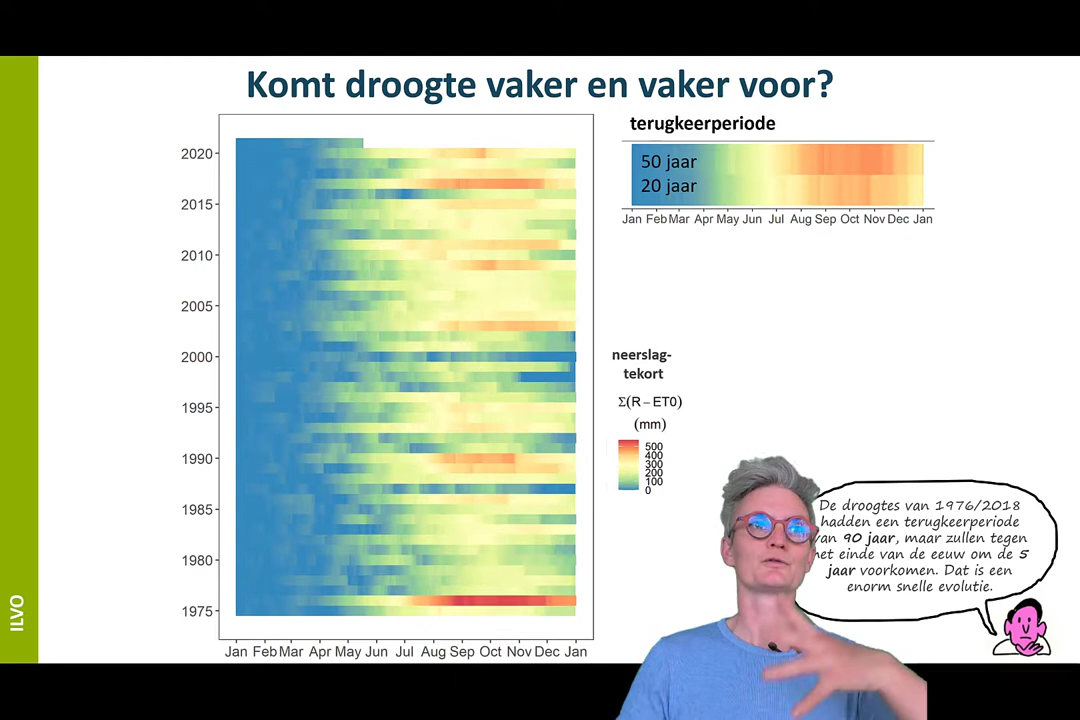 Komt droogte vaker en vaker voor?
terugkeerperiode
50 jaar
20 jaar
Jan Feb Mar Apr May Jun Jul Aug Sep Oct Nov Dec Jan
2020
2015
2010
2005
2000
1995
1990
1985
1980
1975
Jan Feb Mar Apr May Jun Jul Aug Sep Oct Nov Dec Jan
neerslag-
tekort
Σ(R – ET0)
(mm)
500
400
300
200
100
0
De droogtes van 1976/2018
hadden een terugkeerperiode
van 90 jaar, maar zullen tegen
het einde van de eeuw om de 5
jaar voorkomen. Dat is een
enorm snelle evolutie.
ILVO